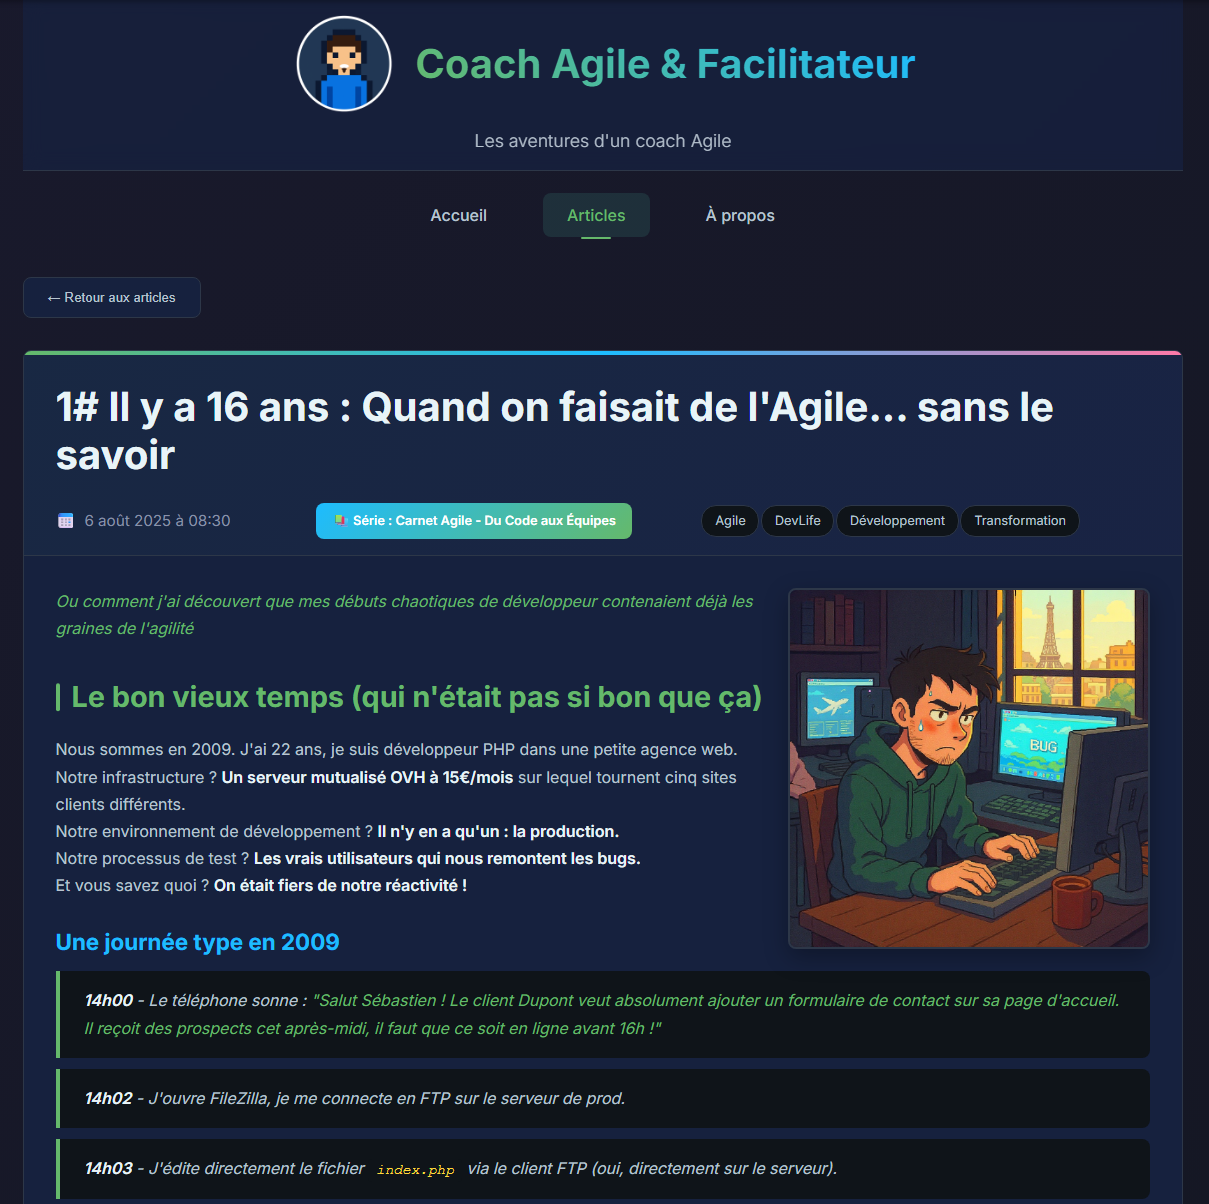 Coach Agile & Facilitateur
Les aventures d'un coach Agile
Accueil
Articles
À propos
← Retour aux articles
1# Il y a 16 ans : Quand on faisait de l'Agile... sans le
savoir
6 août 2025 à 08:30
Série : Carnet Agile - Du Code aux Équipes
Agile
DevLife
Développement
Transformation
Ou comment j'ai découvert que mes débuts chaotiques de développeur contenaient déjà les
graines de l'agilité
Le bon vieux temps (qui n'était pas si bon que ça)
Nous sommes en 2009. J'ai 22 ans, je suis développeur PHP dans une petite agence web.
Notre infrastructure ? Un serveur mutualisé OVH à 15€/mois sur lequel tournent cinq sites
clients différents.
Notre environnement de développement ? Il n'y en a qu'un : la production.
Notre processus de test ? Les vrais utilisateurs qui nous remontent les bugs.
Et vous savez quoi ? On était fiers de notre réactivité !
BUG
Une journée type en 2009
14h00 - Le téléphone sonne : "Salut Sébastien ! Le client Dupont veut absolument ajouter un formulaire de contact sur sa page d'accueil.
Il reçoit des prospects cet après-midi, il faut que ce soit en ligne avant 16h !"
14h02 - J'ouvre FileZilla, je me connecte en FTP sur le serveur de prod.
14h03 - J'édite directement le fichier index.php via le client FTP (oui, directement sur le serveur).